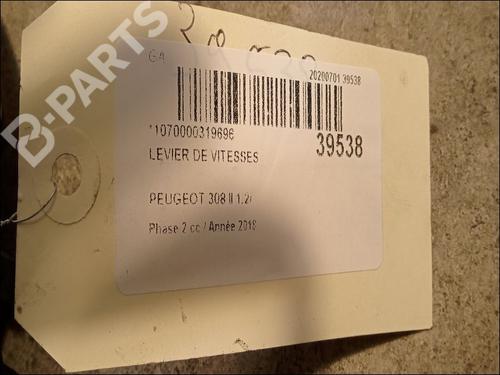 B-PARTS
G4
20200701 39538
*1070000319696
39538
LEVIER DE VITESSES
PEUGEOT 308 II 1.2i
Phase 2 cc / Année 2018